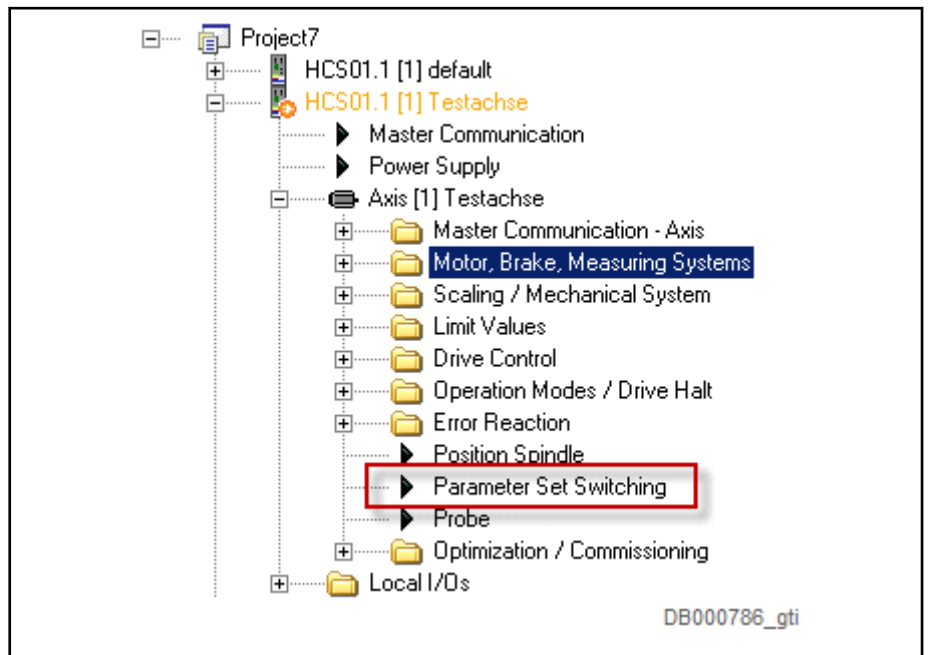 Project7
HCS01.1 [1] default
HCS01.1 [1] Testachse
Master Communication
Power Supply
Axis [1] Testachse
Master Communication - Axis
Motor, Brake, Measuring Systems
Scaling / Mechanical System
Limit Values
Drive Control
Operation Modes / Drive Halt
Error Reaction
Position Spindle
Parameter Set Switching
Probe
Optimization / Commissioning
Local I/Os
DB000786_gti